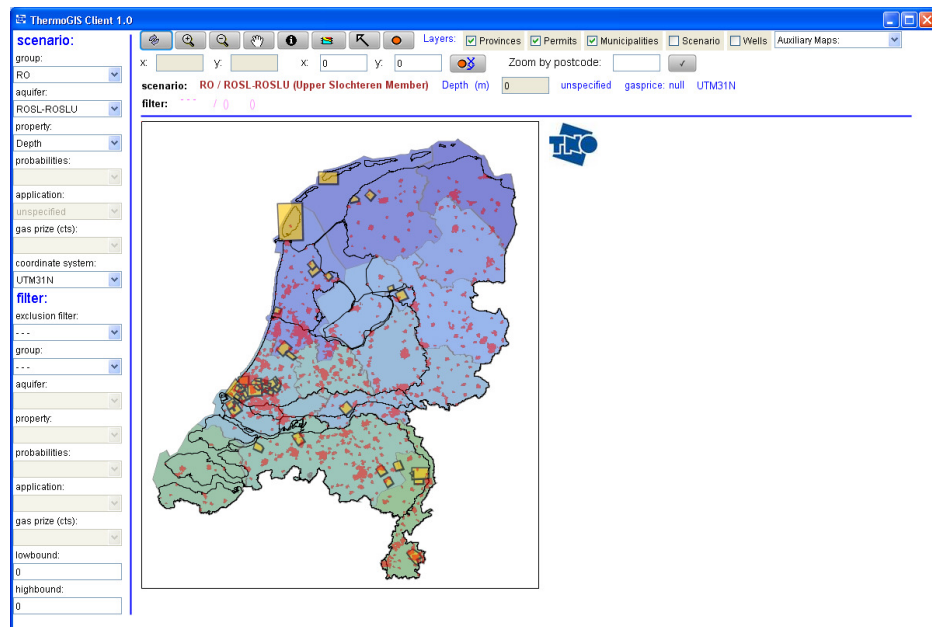 ThermoGIS Client 1.0
scenario:
group:
RO
aquifer:
ROSL-ROSLU
property:
Depth
probabilities:
application:
unspecified
gas prize (cts):
coordinate system:
UTM31N
filter:
exclusion filter:
- - -
group:
- - -
aquifer:
property:
probabilities:
application:
gas prize (cts):
lowbound:
0
highbound:
0
Layers: Provinces Permits Municipalities Scenario Wells Auxiliary Maps:
x: y: x: 0 y: 0 Zoom by postcode:
scenario: RO / ROSL-ROSLU (Upper Slochteren Member) Depth (m) 0 unspecified gasprice: null UTM31N
filter: - - - / () ()
TNO